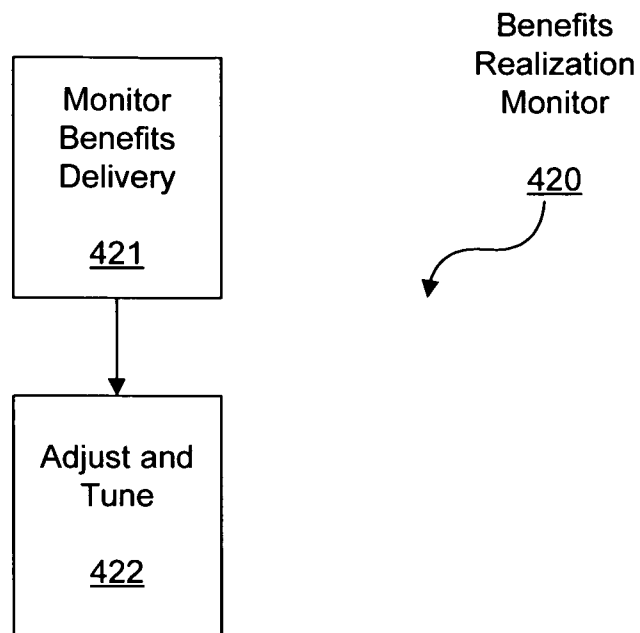 Benefits
Realization
Monitor
420
Monitor
Benefits
Delivery
421
Adjust and
Tune
422